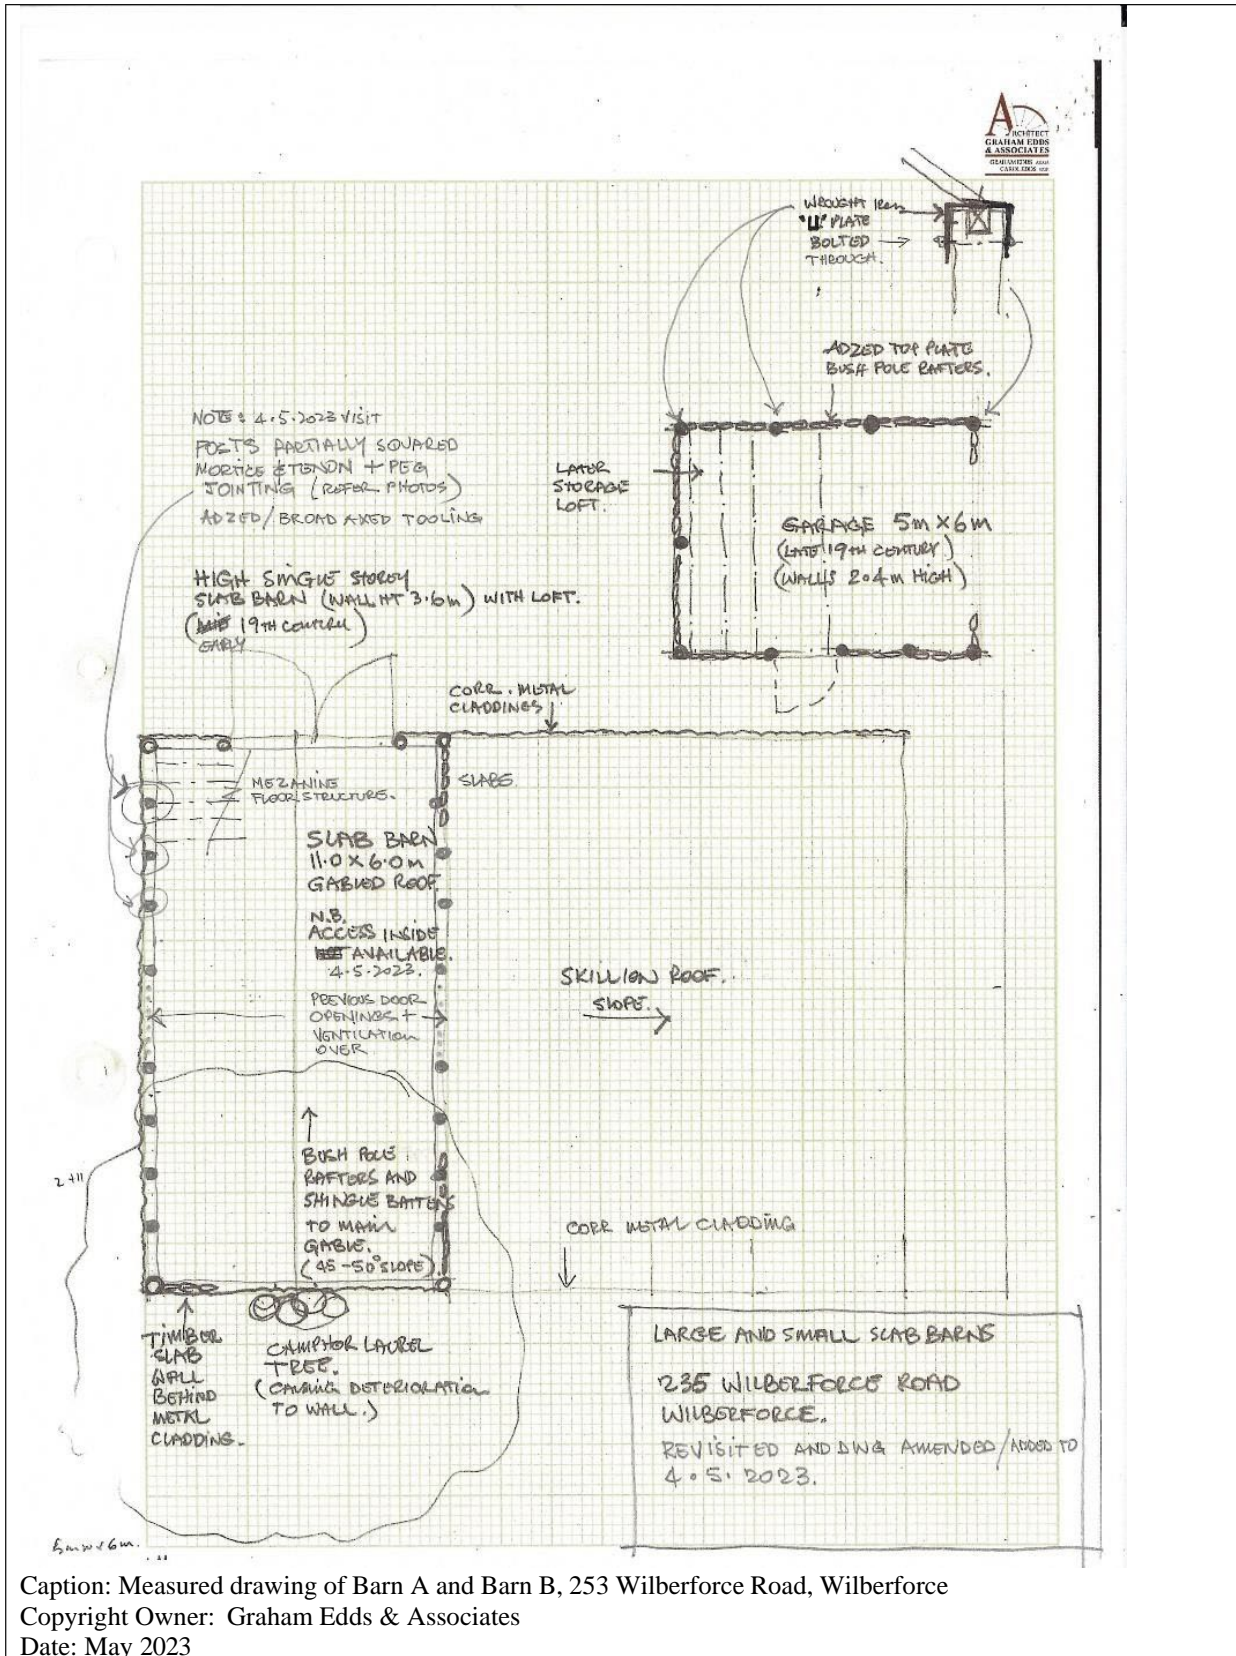 ARCHITECT
GRAHAM EDDS
& ASSOCIATES
WROUGHT IRON
"U" PLATE
BOLTED
THROUGH.
ADZED TOP PLATE
BUSH POLE RAFTERS.
NOTE: 4.5.2023 VISIT
POSTS PARTIALLY SQUARED
MORTICE & TENON + PEG
JOINTING (REFER PHOTOS)
ADZED/BROAD AXED TOOLING
LATER
STORAGE
LOFT.
GARAGE 5m X 6m
(LATE 19TH CENTURY)
(WALLS 2.4m HIGH)
HIGH SINGLE STOREY
SLAB BARN (WALL HT 3.6m) WITH LOFT.
(MID 19TH CENTURY)
EARLY
CORR. METAL
CLADDINGS
MEZANINE
FLOOR STRUCTURE.
SLABS
SLAB BARN
11.0 X 6.0m
GABLED ROOF.
N.B.
ACCESS INSIDE
NOT AVAILABLE.
4.5.2023.
SKILLION ROOF.
SLOPE.
PREVIOUS DOOR
OPENINGS +
VENTILATION
OVER
BUSH POLE
RAFTERS AND
SHINGLE BATTENS
TO MAIN
GABLE.
(45-50° SLOPE)
CORR METAL CLADDING
TIMBER
SLAB
WALL
BEHIND
METAL
CLADDING.
CAMPHOR LAUREL
TREE.
(CAUSING DETERIORATION
TO WALL.)
LARGE AND SMALL SLAB BARNS
235 WILBERFORCE ROAD
WILBERFORCE.
REVISITED AND DWG AMENDED/ADDED TO
4.5.2023.
Caption: Measured drawing of Barn A and Barn B, 253 Wilberforce Road, Wilberforce
Copyright Owner: Graham Edds & Associates
Date: May 2023